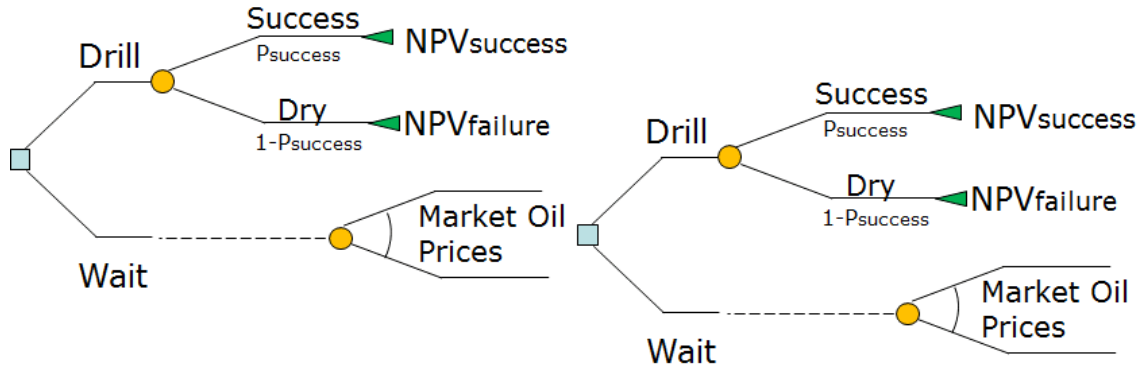 Success
Psuccess
NPVsuccess
Drill
Dry
1-Psuccess
NPVfailure
Market Oil
Prices
Wait
Success
Psuccess
NPVsuccess
Drill
Dry
1-Psuccess
NPVfailure
Market Oil
Prices
Wait